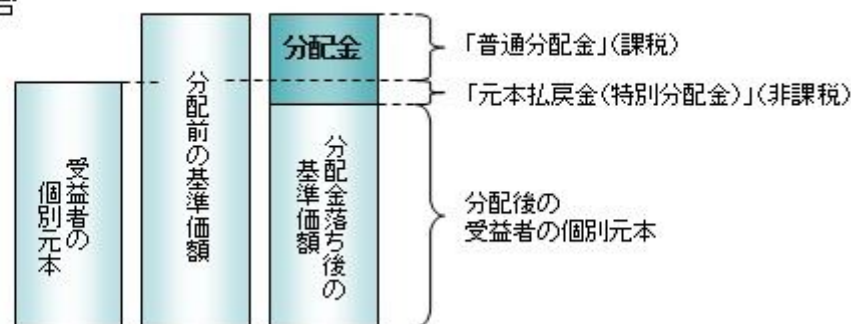 受益者の
個別元本
分配前の基準価額
分配金
分配金落ち後の
基準価額
「普通分配金」(課税)
「元本払戻金(特別分配金)」(非課税)
分配後の
受益者の個別元本